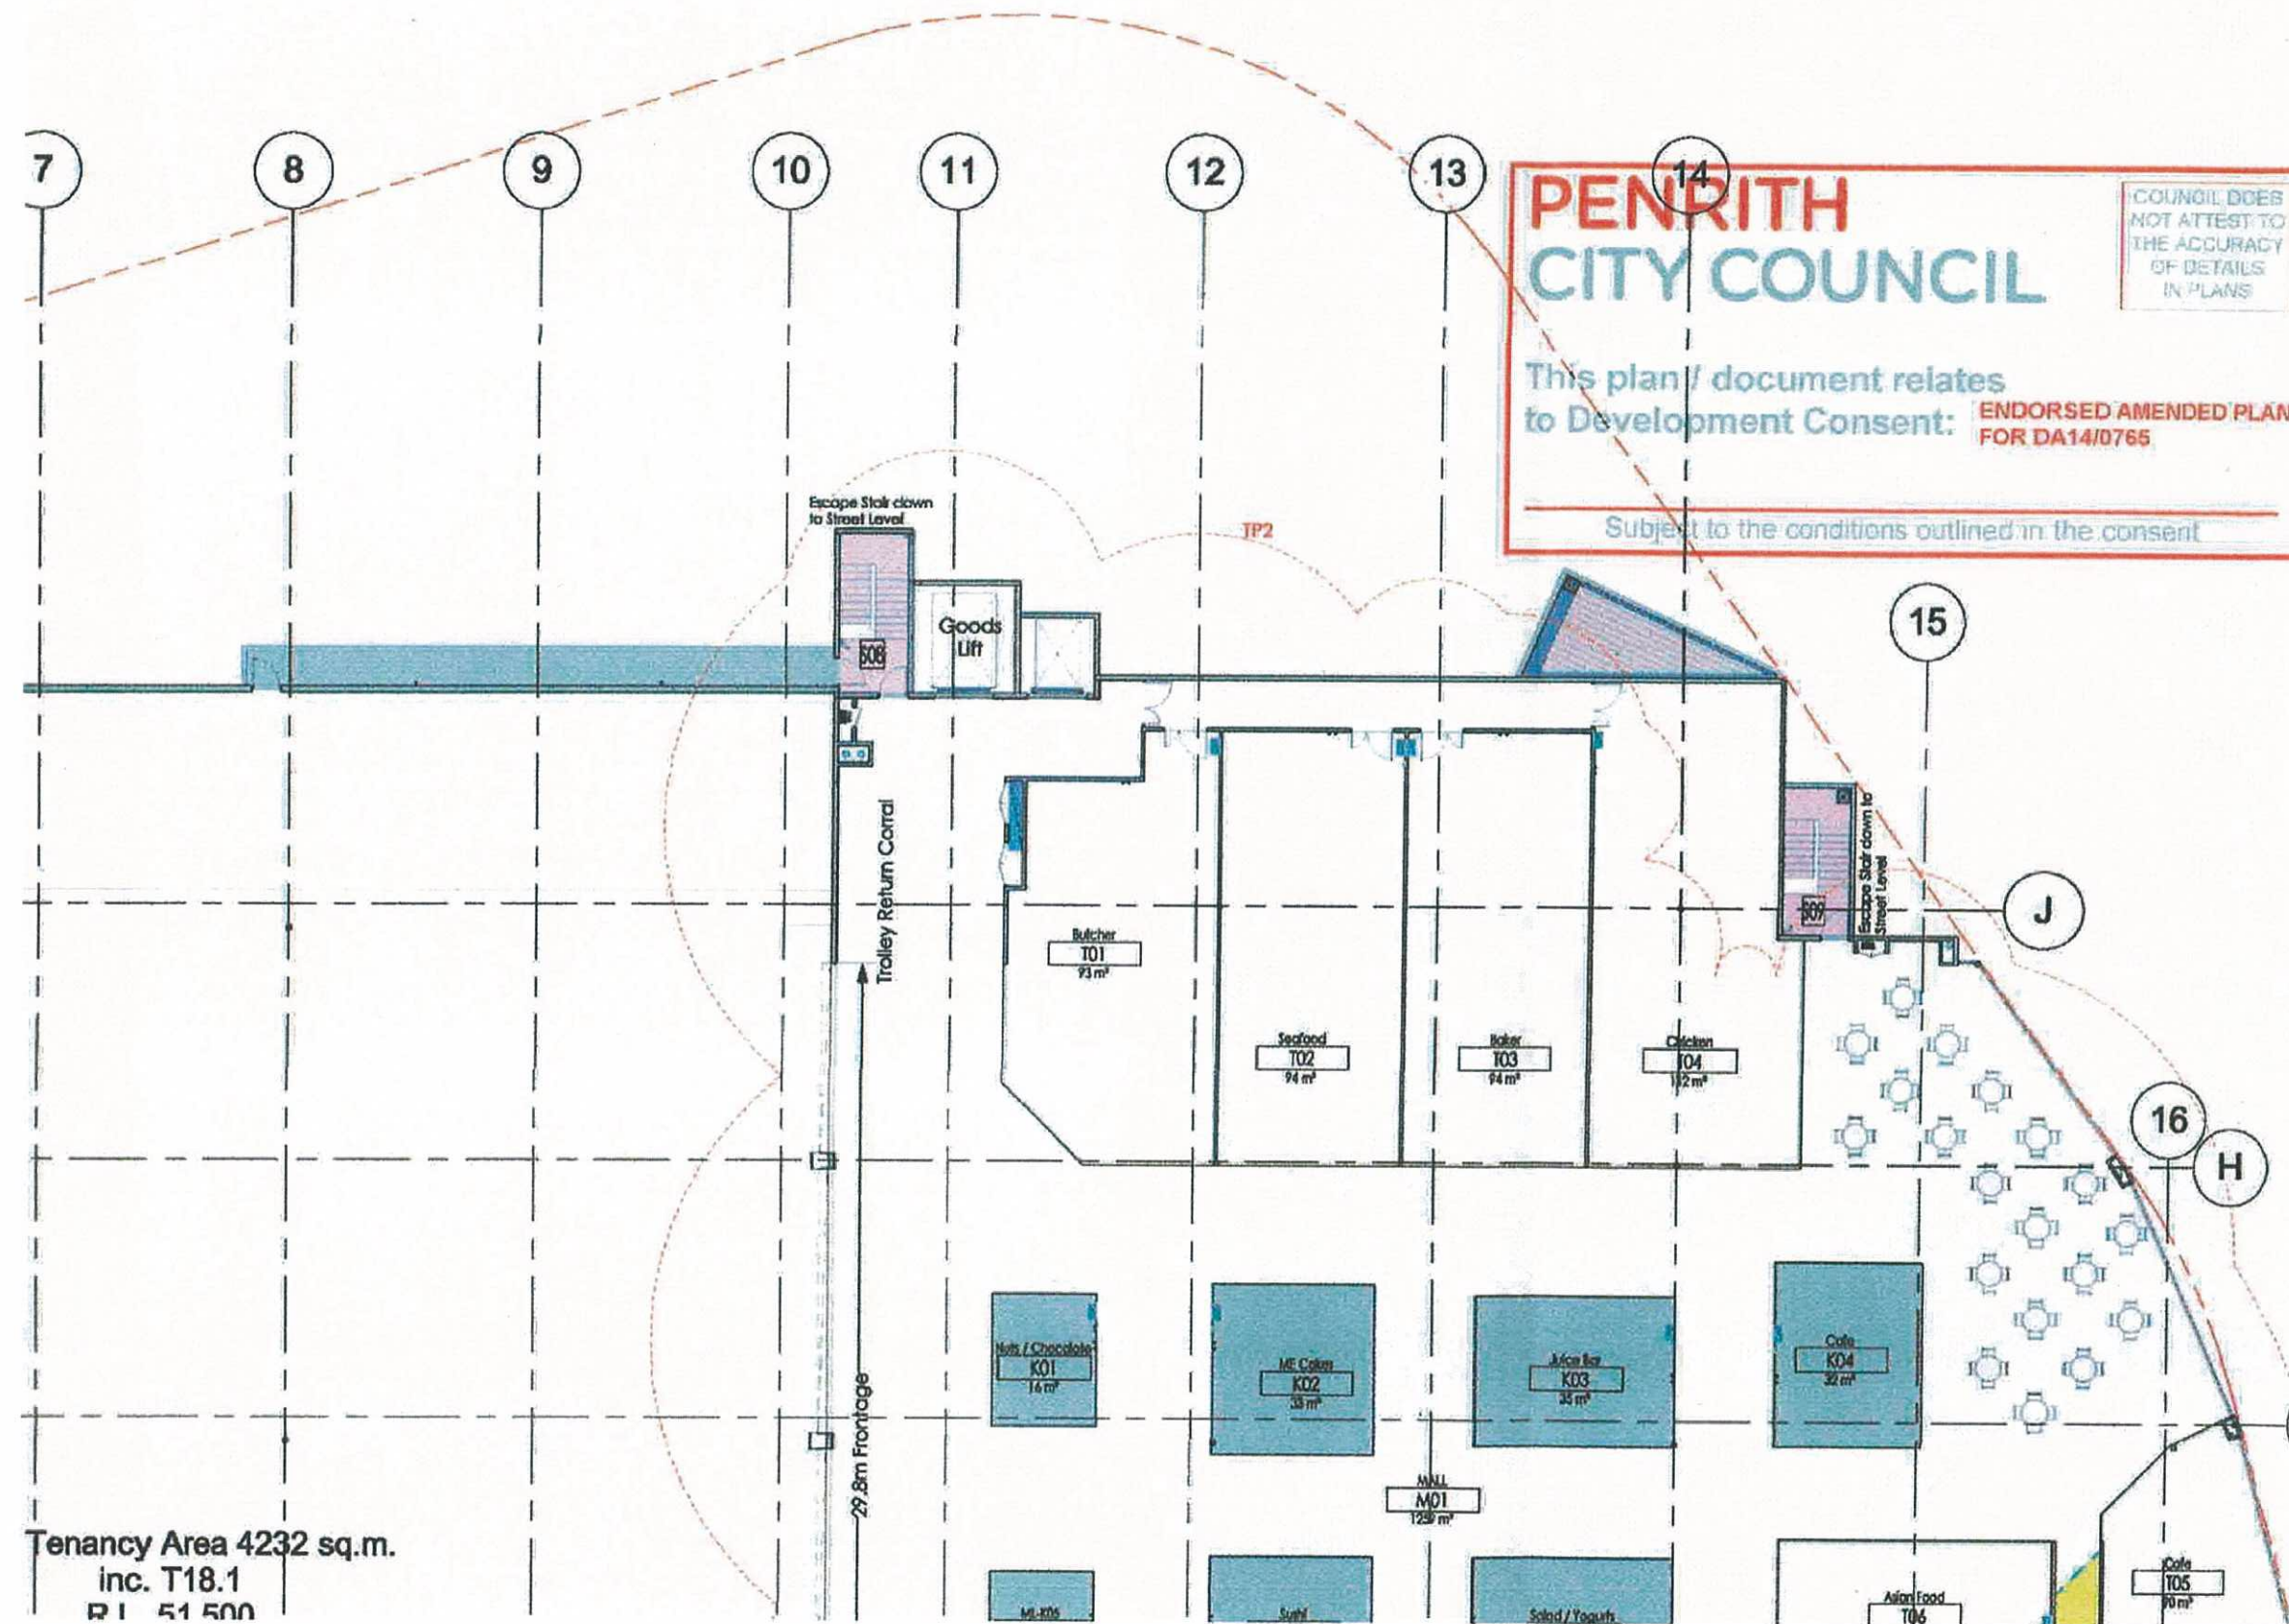 7
8
9
10
11
12
13
14
PENRITH
CITY COUNCIL
COUNCIL DOES
NOT ATTEST TO
THE ACCURACY
OF DETAILS
IN PLANS
This plan / document relates
to Development Consent:
ENDORSED AMENDED PLAN
FOR DA14/0765
Subject to the conditions outlined in the consent
Escape Stair down
to Street Level
TP2
S08
Goods
Lift
15
Trolley Return Corral
Escape Stair down to
Street Level
S09
J
Butcher
T01
93 m²
Seafood
T02
94 m²
Baker
T03
94 m²
Chicken
T04
16
H
Nuts / Chocolate
K01
16 m²
ME Cakes
K02
33 m²
Juice Bar
K03
35 m²
Cafe
K04
32 m²
29.8m Frontage
MALL
M01
Tenancy Area 4232 sq.m.
inc. T18.1
R.L. 51.500
Sushi
Salad / Yogurts
Asian Food
T06
Cafe
T05